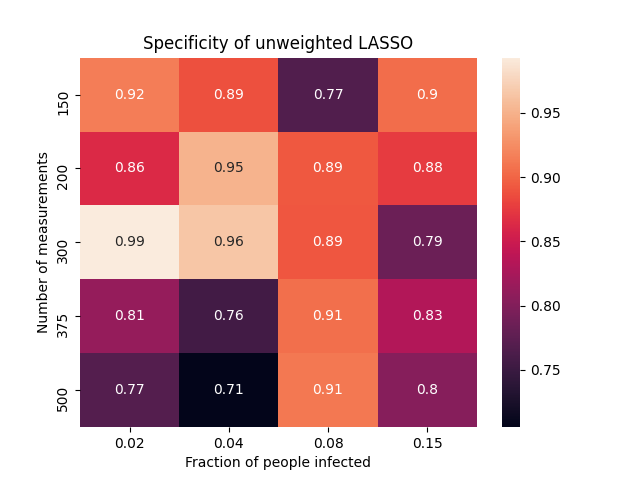 Specificity of unweighted LASSO
Number of measurements
150 0.92 0.89 0.77 0.9
200 0.86 0.95 0.89 0.88
300 0.99 0.96 0.89 0.79
375 0.81 0.76 0.91 0.83
500 0.77 0.71 0.91 0.8
0.02 0.04 0.08 0.15
Fraction of people infected
0.95
0.90
0.85
0.80
0.75